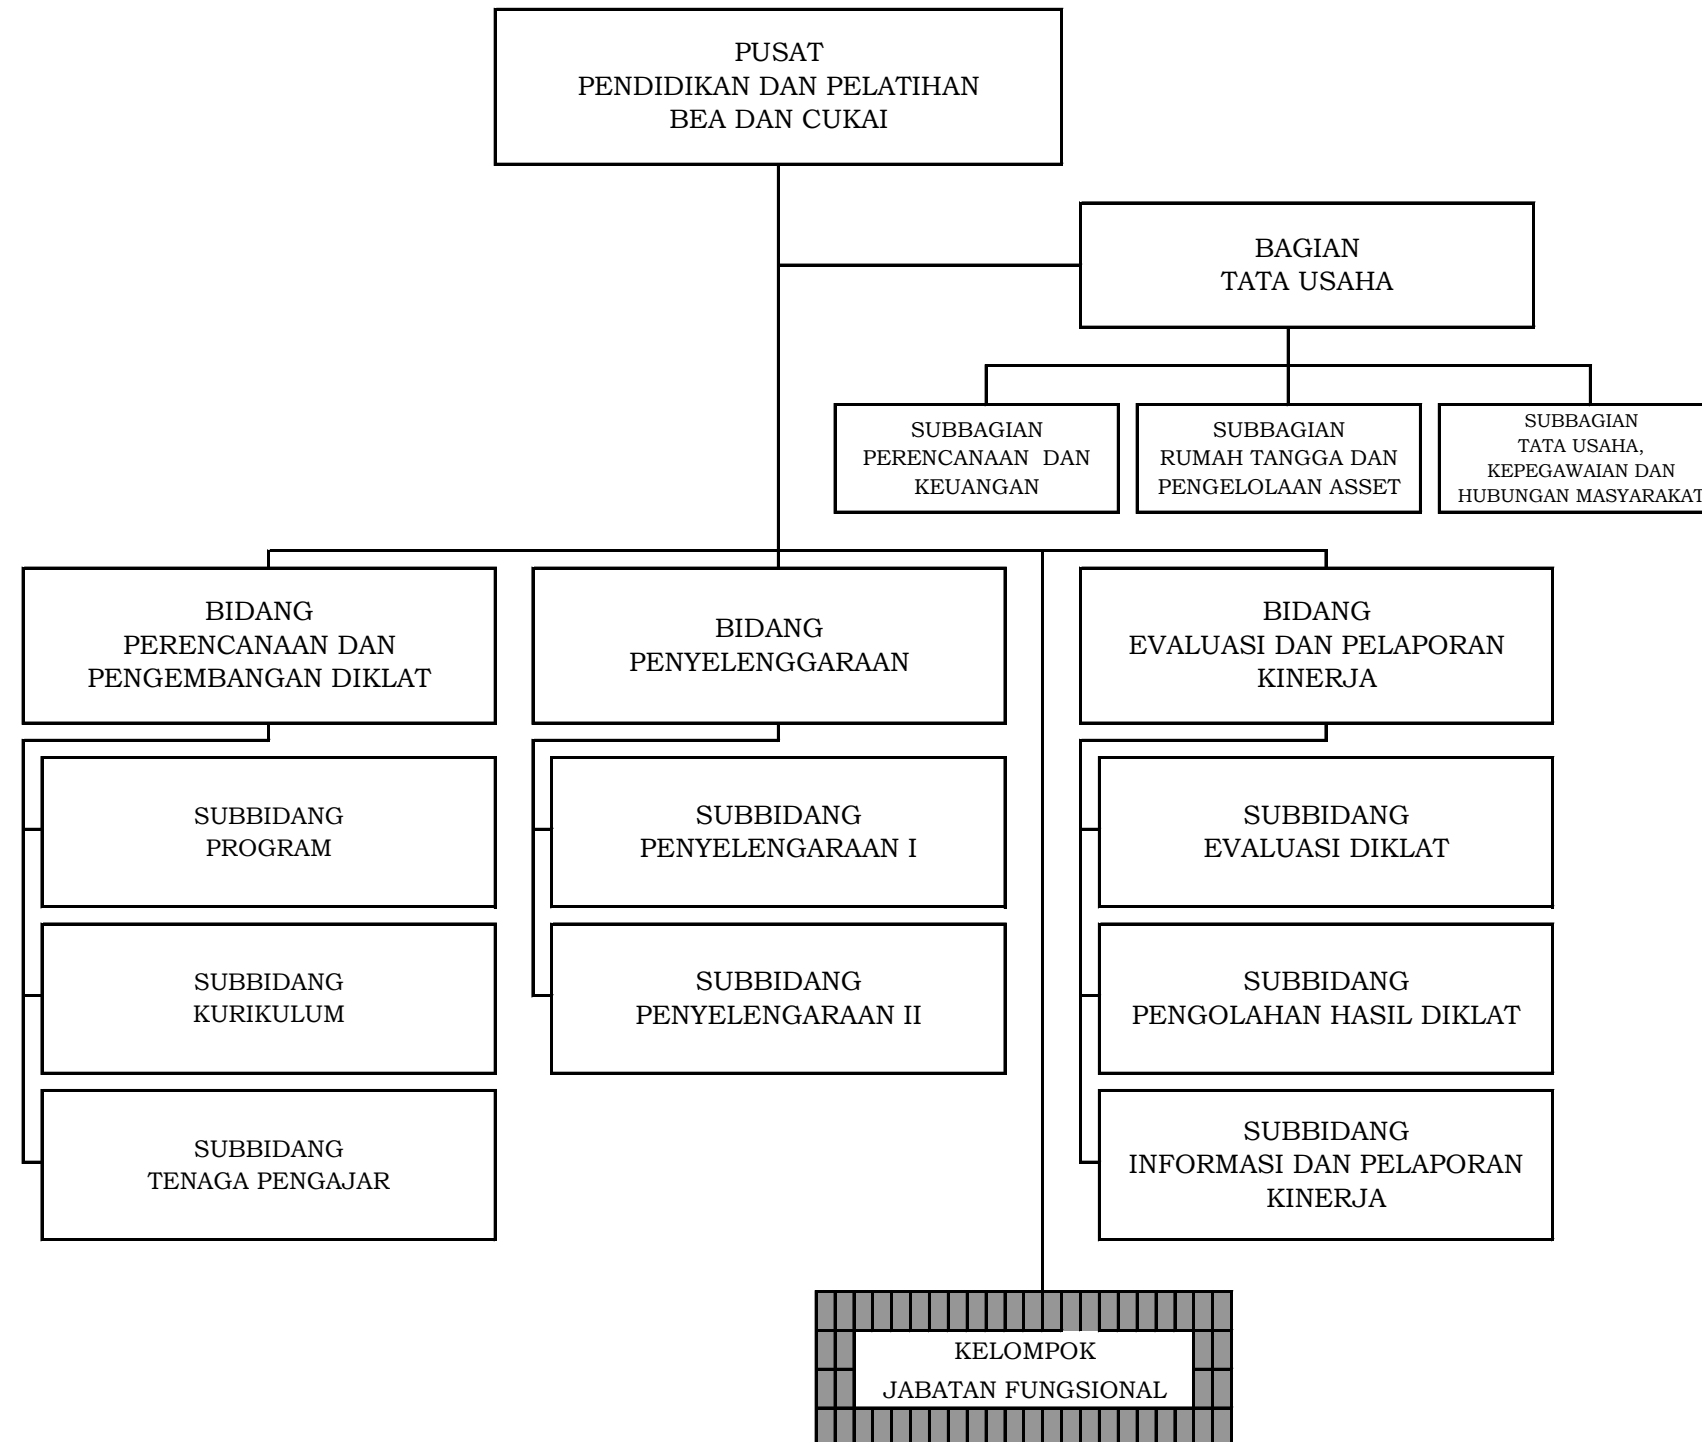 PUSAT
PENDIDIKAN DAN PELATIHAN
BEA DAN CUKAI
BAGIAN
TATA USAHA
SUBBAGIAN
PERENCANAAN DAN
KEUANGAN
SUBBAGIAN
RUMAH TANGGA DAN
PENGELOLAAN ASSET
SUBBAGIAN
TATA USAHA,
KEPEGAWAIAN DAN
HUBUNGAN MASYARAKAT
BIDANG
PERENCANAAN DAN
PENGEMBANGAN DIKLAT
BIDANG
PENYELENGGARAAN
BIDANG
EVALUASI DAN PELAPORAN
KINERJA
SUBBIDANG
PROGRAM
SUBBIDANG
KURIKULUM
SUBBIDANG
TENAGA PENGAJAR
SUBBIDANG
PENYELENGARAAN I
SUBBIDANG
PENYELENGARAAN II
SUBBIDANG
EVALUASI DIKLAT
SUBBIDANG
PENGOLAHAN HASIL DIKLAT
SUBBIDANG
INFORMASI DAN PELAPORAN
KINERJA
KELOMPOK
JABATAN FUNGSIONAL